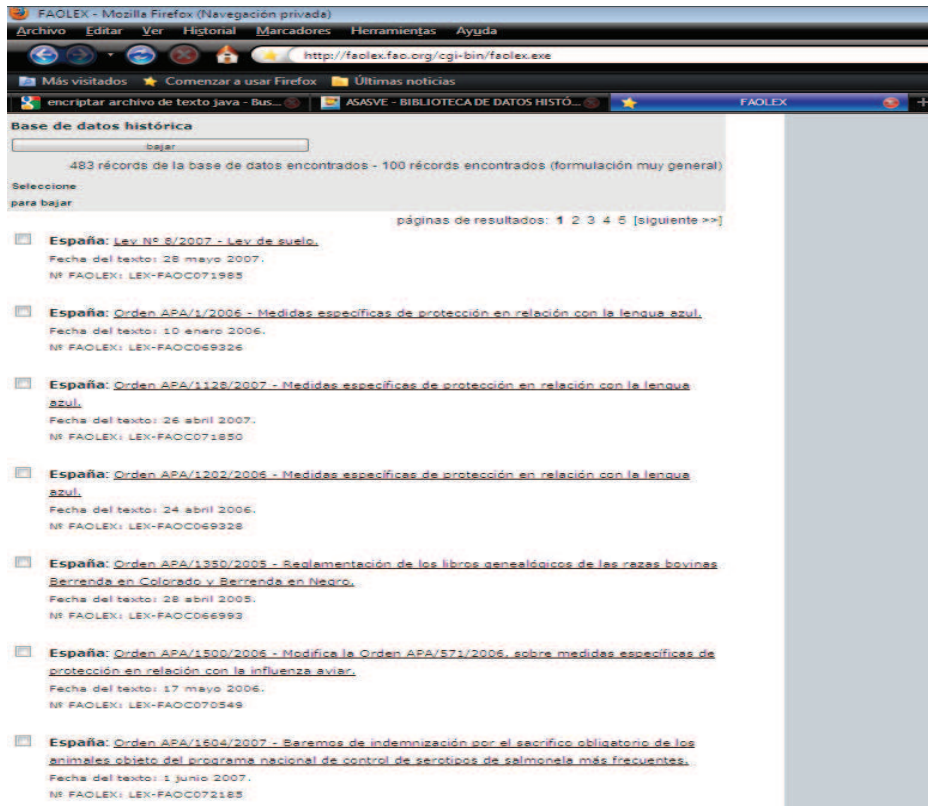 FAOLEX - Mozilla Firefox (Navegación privada)
Archivo Editar Ver Historial Marcadores Herramientas Ayuda
http://faolex.fao.org/cgi-bin/faolex.exe
Más visitados Comenzar a usar Firefox Últimas noticias
encriptar archivo de texto java - Bus... ASASVE - BIBLIOTECA DE DATOS HISTÓ... FAOLEX
Base de datos histórica
bajar
483 récords de la base de datos encontrados - 100 récords encontrados (formulación muy general)
Seleccione
para bajar
páginas de resultados: 1 2 3 4 5 [siguiente >>]
España: Ley Nº 8/2007 - Ley de suelo.
Fecha del texto: 28 mayo 2007.
Nº FAOLEX: LEX-FAOC071985
España: Orden APA/1/2006 - Medidas específicas de protección en relación con la lengua azul.
Fecha del texto: 10 enero 2006.
Nº FAOLEX: LEX-FAOC069326
España: Orden APA/1128/2007 - Medidas específicas de protección en relación con la lengua
azul.
Fecha del texto: 26 abril 2007.
Nº FAOLEX: LEX-FAOC071850
España: Orden APA/1202/2006 - Medidas específicas de protección en relación con la lengua
azul.
Fecha del texto: 24 abril 2006.
Nº FAOLEX: LEX-FAOC069328
España: Orden APA/1350/2005 - Reglamentación de los libros genealógicos de las razas bovinas
Berrenda en Colorado y Berrenda en Negro.
Fecha del texto: 28 abril 2005.
Nº FAOLEX: LEX-FAOC066993
España: Orden APA/1500/2006 - Modifica la Orden APA/571/2006, sobre medidas específicas de
protección en relación con la influenza aviar.
Fecha del texto: 17 mayo 2006.
Nº FAOLEX: LEX-FAOC070549
España: Orden APA/1604/2007 - Baremos de indemnización por el sacrifico obligatorio de los
animales objeto del programa nacional de control de serotipos de salmonela más frecuentes.
Fecha del texto: 1 junio 2007.
Nº FAOLEX: LEX-FAOC072185